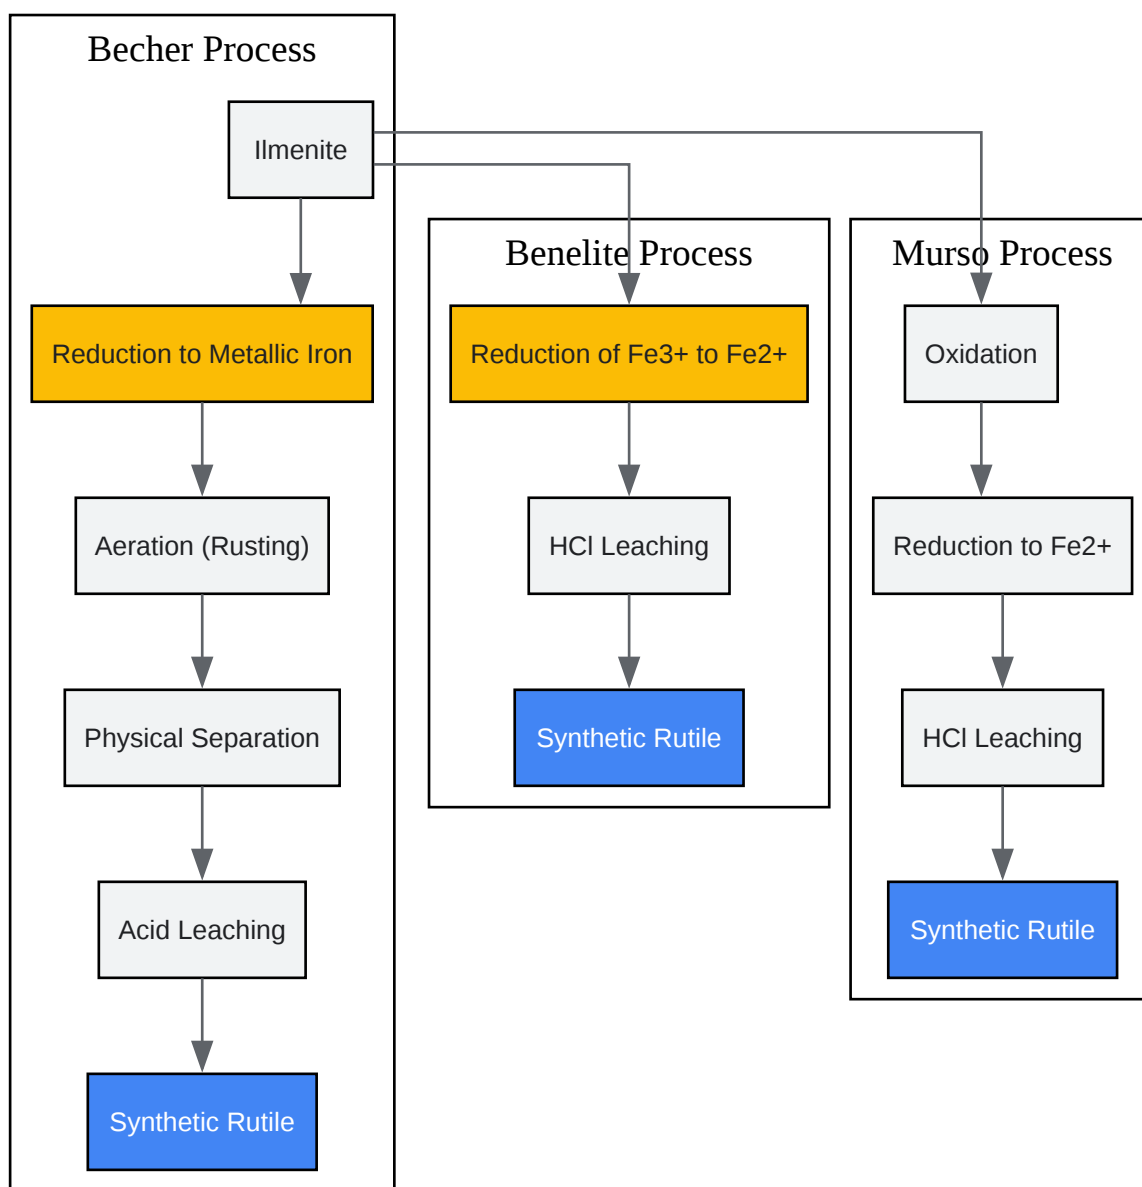 Becher Process
Ilmenite
Reduction to Metallic Iron
Aeration (Rusting)
Physical Separation
Acid Leaching
Synthetic Rutile
Benelite Process
Reduction of Fe3+ to Fe2+
HCl Leaching
Synthetic Rutile
Murso Process
Oxidation
Reduction to Fe2+
HCl Leaching
Synthetic Rutile